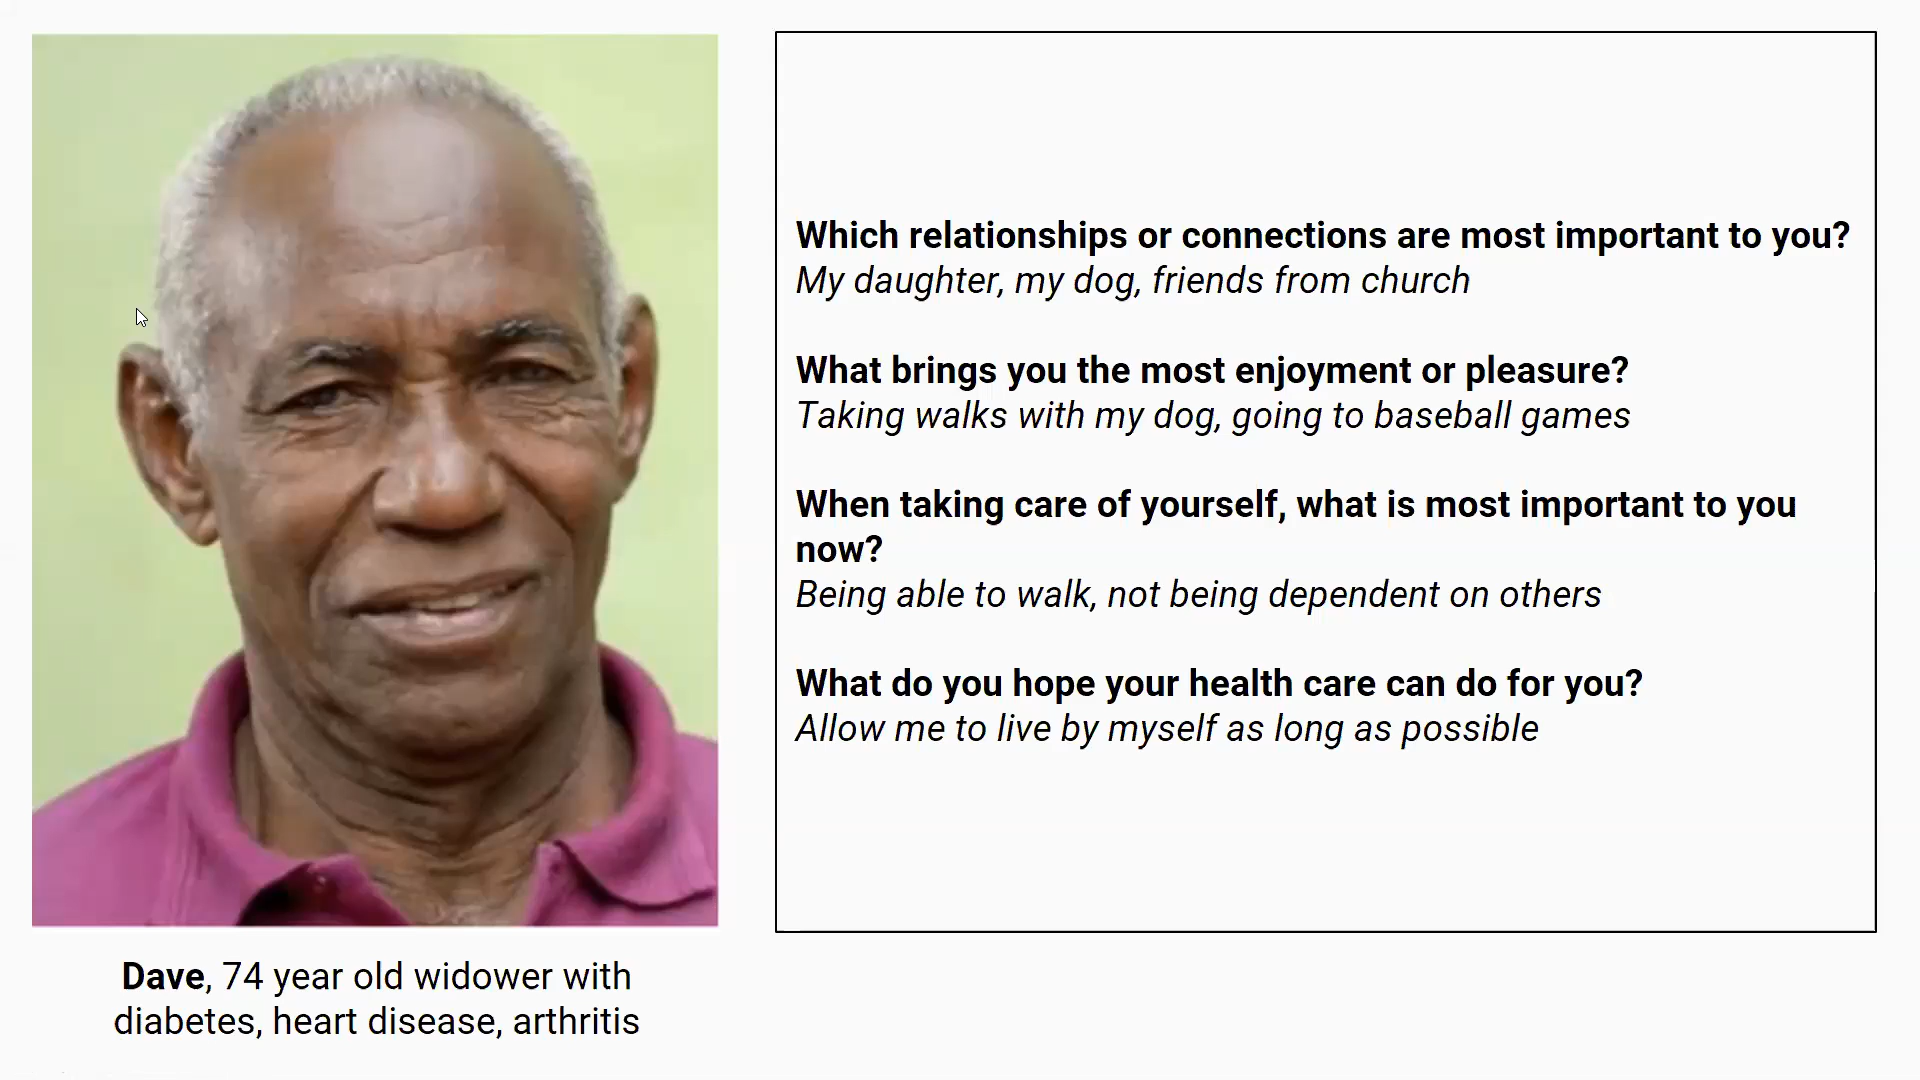 Which relationships or connections are most important to you?
My daughter, my dog, friends from church
What brings you the most enjoyment or pleasure?
Taking walks with my dog, going to baseball games
When taking care of yourself, what is most important to you
now?
Being able to walk, not being dependent on others
What do you hope your health care can do for you?
Allow me to live by myself as long as possible
Dave, 74 year old widower with
diabetes, heart disease, arthritis